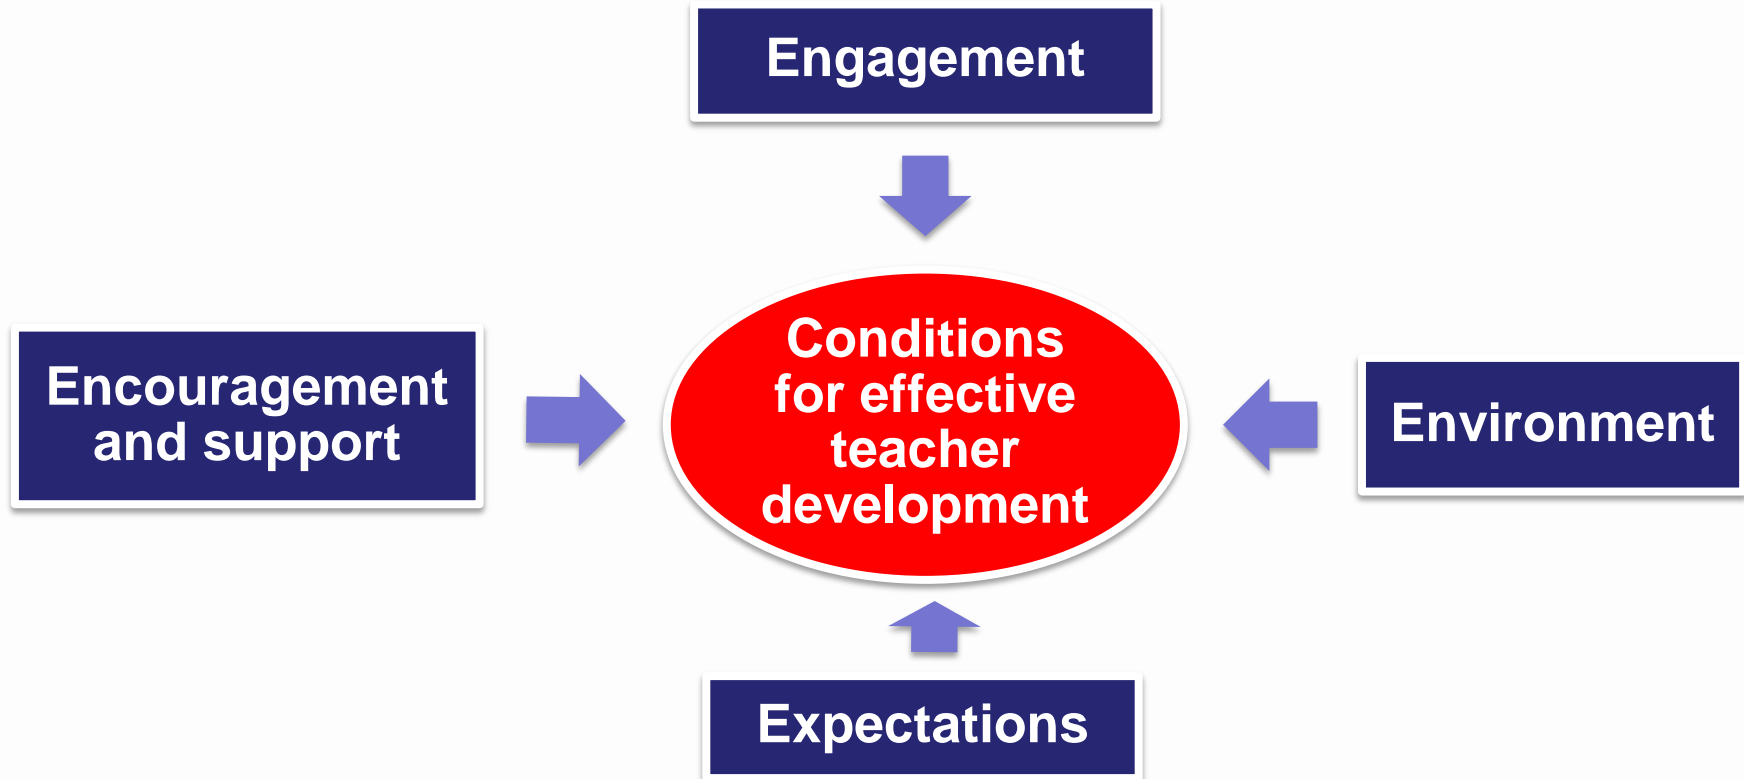 Engagement
Encouragement
and support
Conditions
for effective
teacher
development
Environment
Expectations